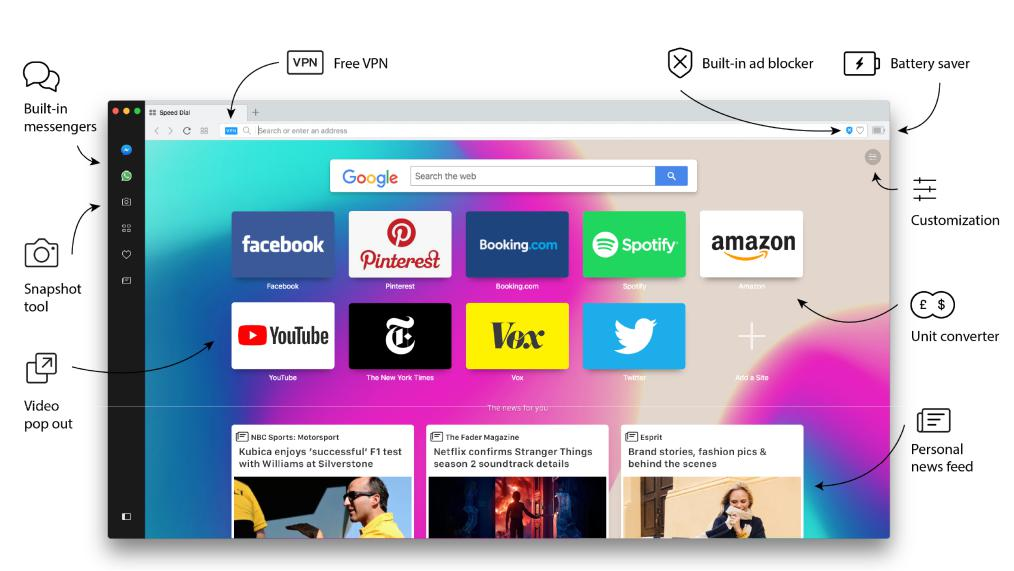 VPN Free VPN
Built-in ad blocker
Battery saver
Built-in
messengers
Speed Dial
VPN
Search or enter an address
Google
Search the web
Customization
facebook
Pinterest
Booking.com
Spotify
amazon
Facebook
Pinterest
Booking.com
Spotify
Amazon
Snapshot
tool
£ $
Unit converter
YouTube
T
Vox
YouTube
The New York Times
Vox
Twitter
Add a Site
Video
pop out
The news for you
Personal
news feed
NBC Sports: Motorsport
Kubica enjoys ‘successful’ F1 test
with Williams at Silverstone
The Fader Magazine
Netflix confirms Stranger Things
season 2 soundtrack details
Esprit
Brand stories, fashion pics &
behind the scenes